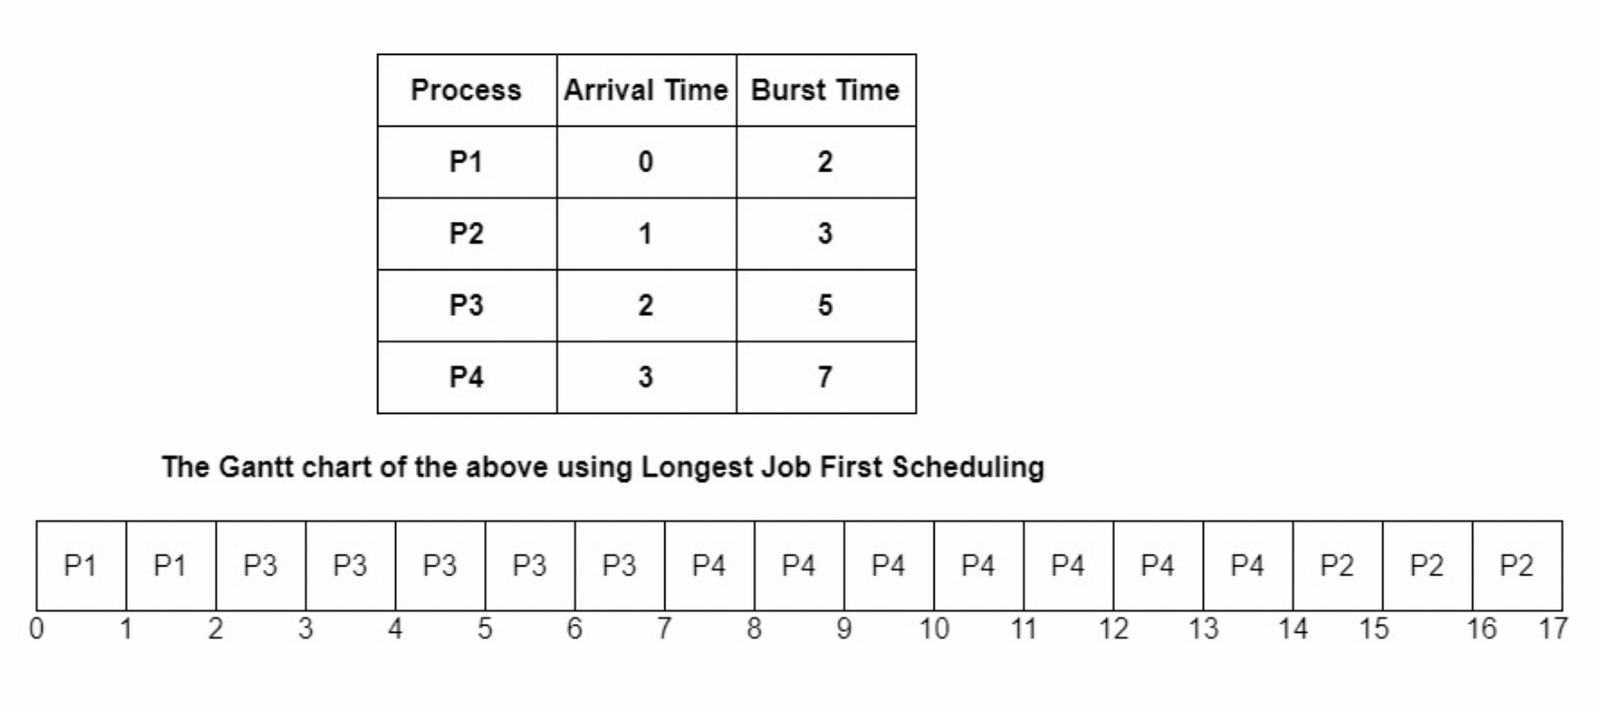 Process Arrival Time Burst Time
P1 0 2
P2 1 3
P3 2 5
P4 3 7
The Gantt chart of the above using Longest Job First Scheduling
P1 P1 P3 P3 P3 P3 P3 P4 P4 P4 P4 P4 P4 P4 P2 P2 P2
0 1 2 3 4 5 6 7 8 9 10 11 12 13 14 15 16 17